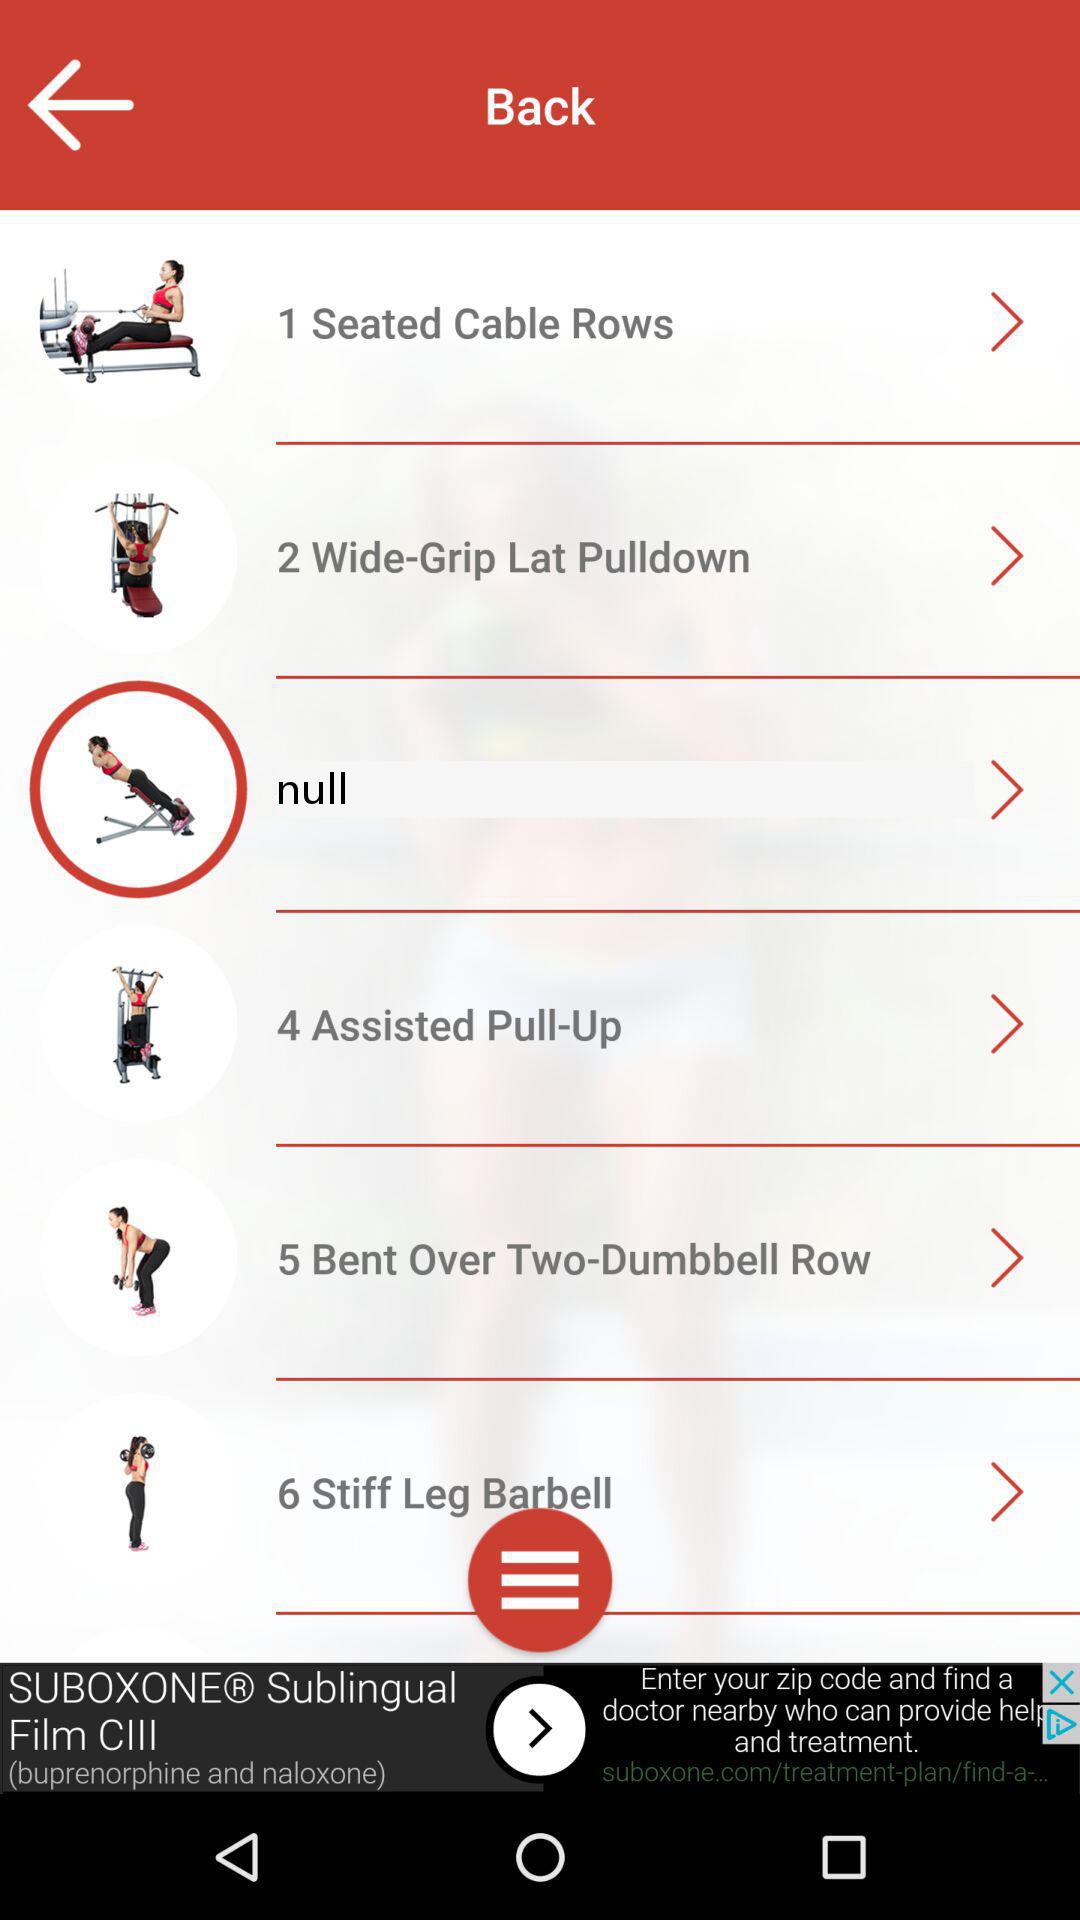 Back
1 Seated Cable Rows
2 Wide-Grip Lat Pulldown
null
4 Assisted Pull-Up
5 Bent Over Two-Dumbbell Row
6 Stiff Leg Barbell
SUBOXONE® Sublingual
Film CIII
(buprenorphine and naloxone)
Enter your zip code and find a
doctor nearby who can provide help
and treatment.
suboxone.com/treatment-plan/find-a-...